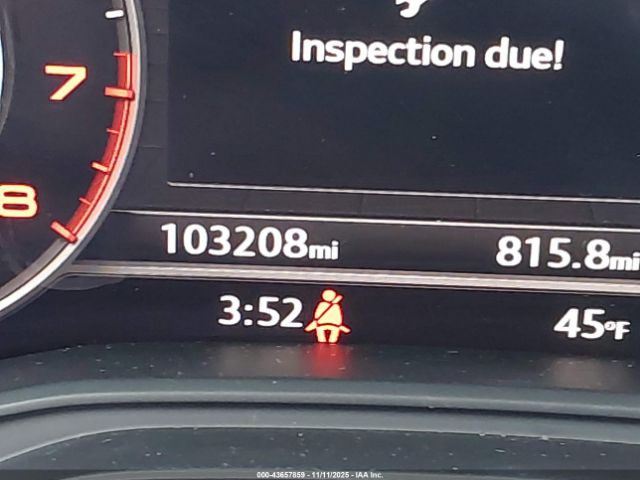 Inspection due!
7
8
103208mi
815.8mi
3:52
45°F
000-43657859 - 11/11/2025 - IAA Inc.